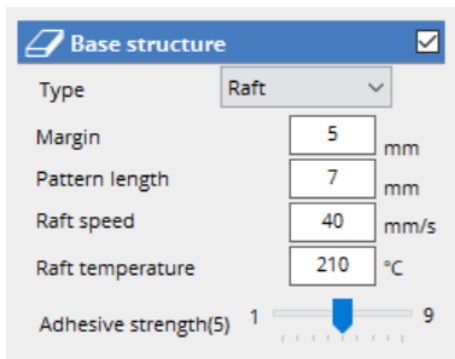 Base structure
Type Raft
Margin 5 mm
Pattern length 7 mm
Raft speed 40 mm/s
Raft temperature 210 °C
Adhesive strength(5) 1 9